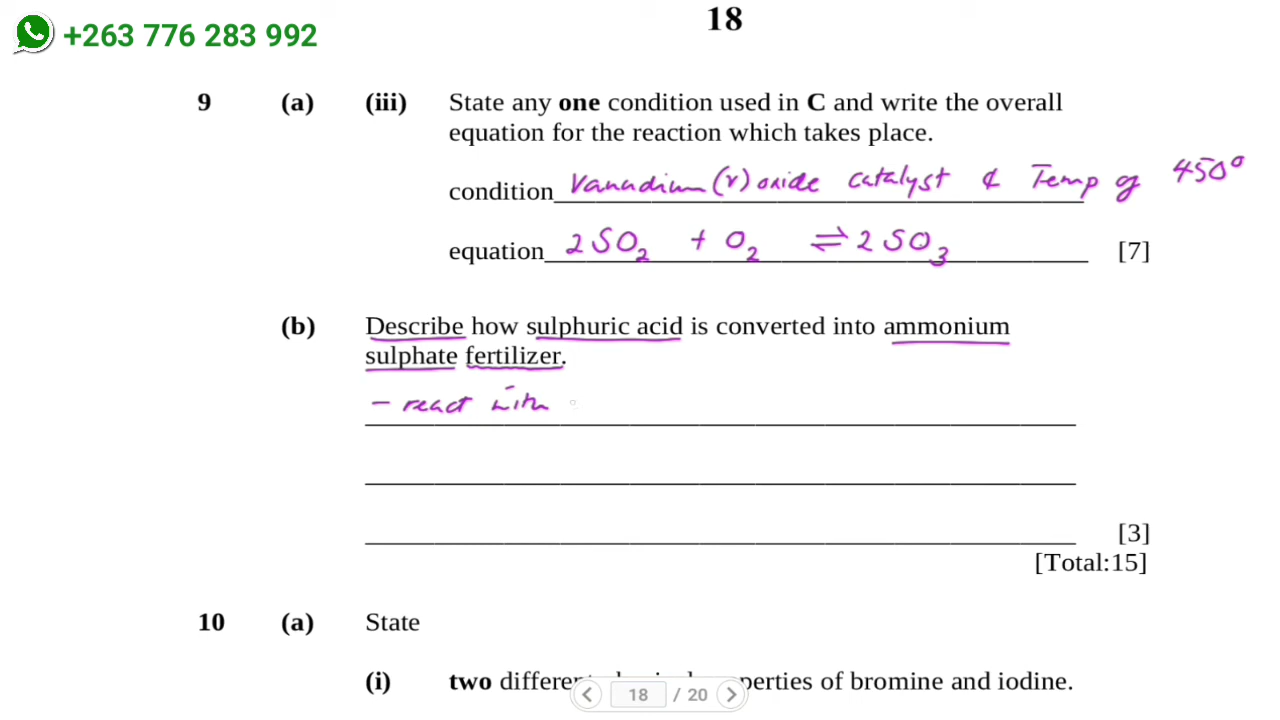 18
+263 776 283 992
9 (a) (iii) State any one condition used in C and write the overall
equation for the reaction which takes place.
condition Vanadium (v) oxide catalyst & Temp of 450°
equation 2SO₂ + O₂ ⇌ 2SO₃ [7]
(b) Describe how sulphuric acid is converted into ammonium
sulphate fertilizer.
- react with
[3]
[Total:15]
10 (a) State
(i) two different properties of bromine and iodine.
18 / 20